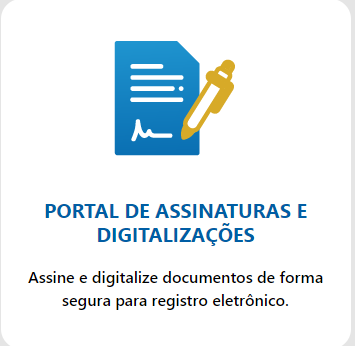 PORTAL DE ASSINATURAS E
DIGITALIZAÇÕES
Assine e digitalize documentos de forma
segura para registro eletrônico.